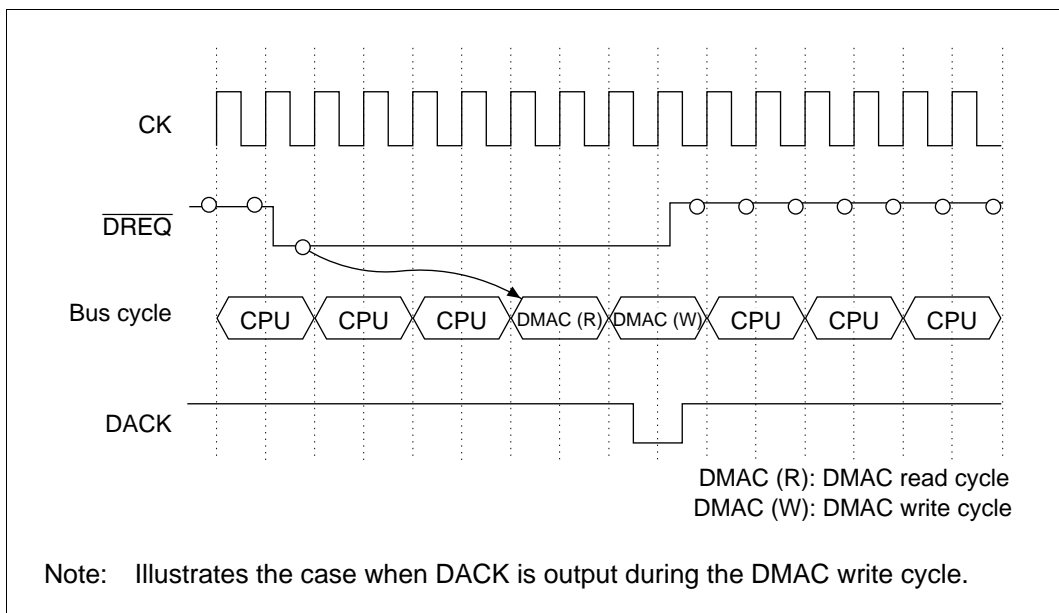 CK
DREQ
Bus cycle
CPU CPU CPU DMAC (R) DMAC (W) CPU CPU CPU
DACK
DMAC (R): DMAC read cycle
DMAC (W): DMAC write cycle
Note: Illustrates the case when DACK is output during the DMAC write cycle.